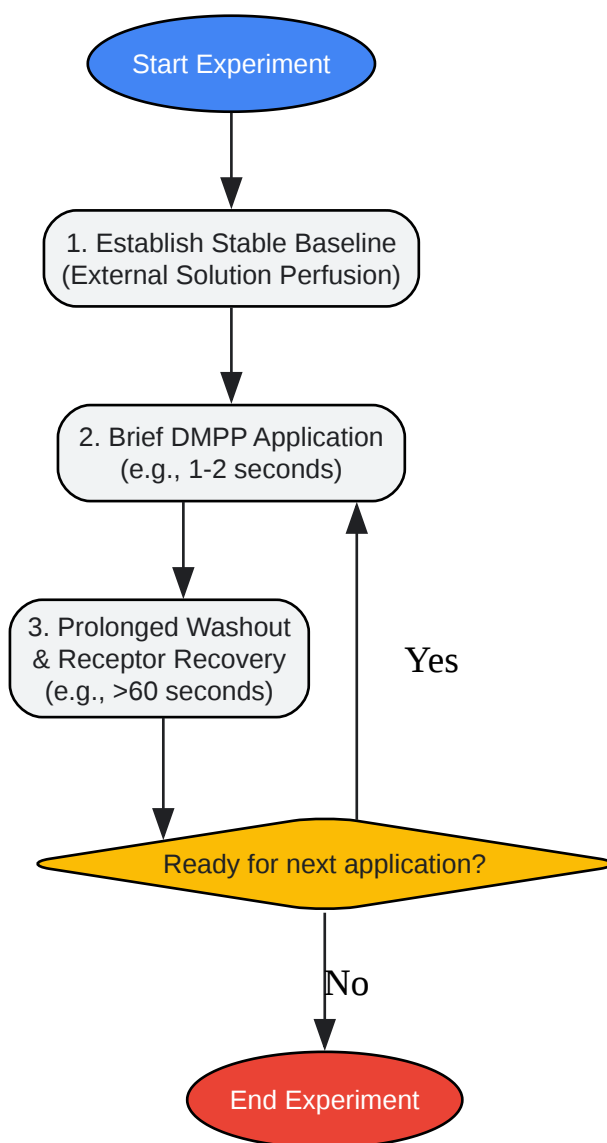 Start Experiment
1. Establish Stable Baseline
(External Solution Perfusion)
2. Brief DMPP Application
(e.g., 1-2 seconds)
3. Prolonged Washout
& Receptor Recovery
(e.g., >60 seconds)
Yes
Ready for next application?
No
End Experiment